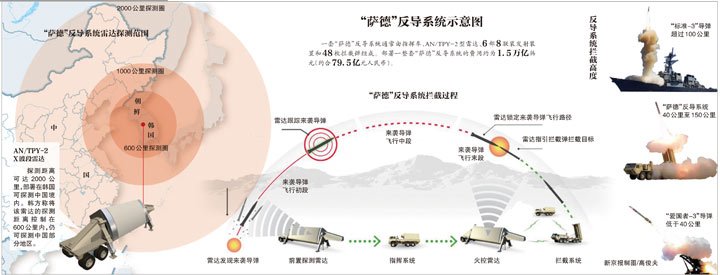 2000公里探测圈
“萨德”反导系统雷达探测范围
1000公里探测圈
朝鲜
韩国
600公里探测圈
中
国
AN/TPY-2
X波段雷达
探测距离
可达2000公
里,部署在韩国
可探测中国境
内。韩方称将
该雷达的探测
距离控制在
600公里内,仍
可探测中国部
分地区。
“萨德”反导系统示意图
一套“萨德”反导系统通常由指挥车、AN/TPY-2型雷达、6部8联装发射装
置和48枚拦截弹组成。部署一整套“萨德”反导系统的费用约为1.5万亿韩
元(约合79.5亿元人民币)。
“萨德”反导系统拦截过程
雷达跟踪来袭导弹
来袭导弹
飞行中段
雷达锁定来袭导弹飞行路径
雷达指引拦截弹拦截目标
来袭导弹
飞行初段
来袭导弹
飞行末段
雷达发现来袭导弹
前置探测雷达
指挥系统
火控雷达
拦截系统
反导系统拦截高度
“标准-3”导弹
超过100公里
“萨德”反导系统
40公里至150公里
“爱国者-3”导弹
低于40公里
新京报制图/高俊夫